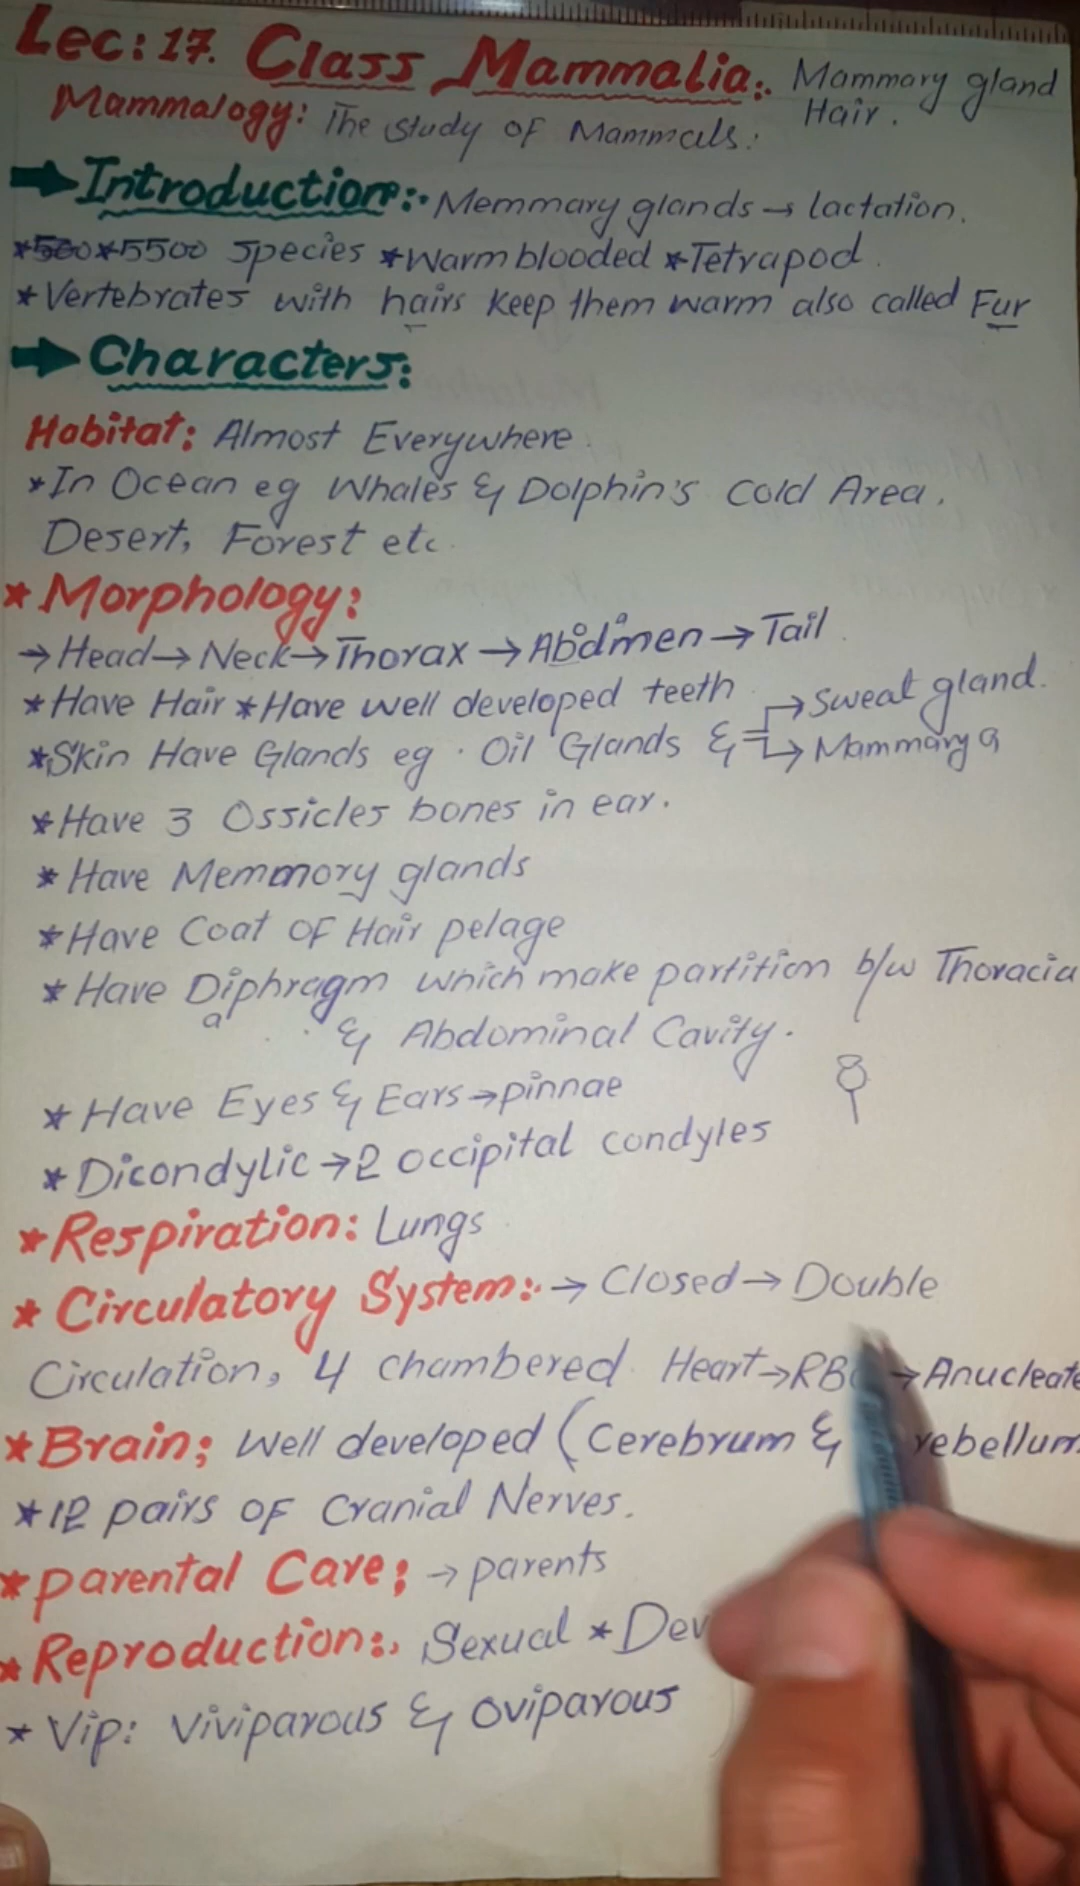 Lec: 17. Class Mammalia:. Mammary gland
Hair.
Mammalogy: The study of Mammals:
→ Introduction:. Memmary glands → lactation.
*5500 Species *Warm blooded *Tetrapod.
*Vertebrates with hairs keep them warm also called Fur
→ Characters:
Habitat: Almost Everywhere.
*In Ocean eg Whales & Dolphin's Cold Area.
Desert, Forest etc
* Morphology:
→ Head → Neck → Thorax → Abdomen → Tail
*Have Hair *Have well developed teeth
→ Sweat gland.
*Skin Have Glands eg. Oil Glands & → Mammary G
*Have 3 Ossicles bones in ear.
*Have Memmory glands
*Have Coat OF Hair pelage
*Have Diaphragm which make partition b/w Thoracia
& Abdominal Cavity.
*Have Eyes & Ears → pinnae
*Dicondylic → 2 occipital condyles
*Respiration: Lungs
*Circulatory System:. → Closed → Double
Circulation, 4 chambered Heart → → Anucleate
*Brain; Well developed (Cerebrum &
*12 pairs OF Cranial Nerves.
*parental Care; → parents
*Reproduction:. Sexual *Dev
*Vip: Viviparous & Oviparous